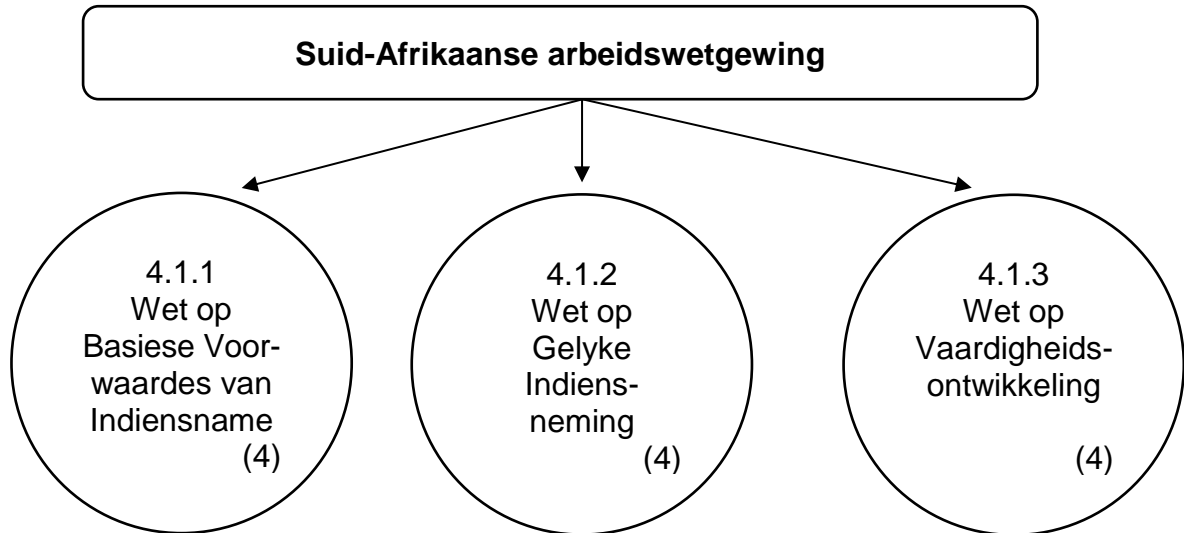 Suid-Afrikaanse arbeidswetgewing
4.1.1
Wet op
Basiese Voor-
waardes van
Indiensname
(4)
4.1.2
Wet op
Gelyke
Indiens-
neming
(4)
4.1.3
Wet op
Vaardigheids-
ontwikkeling
(4)